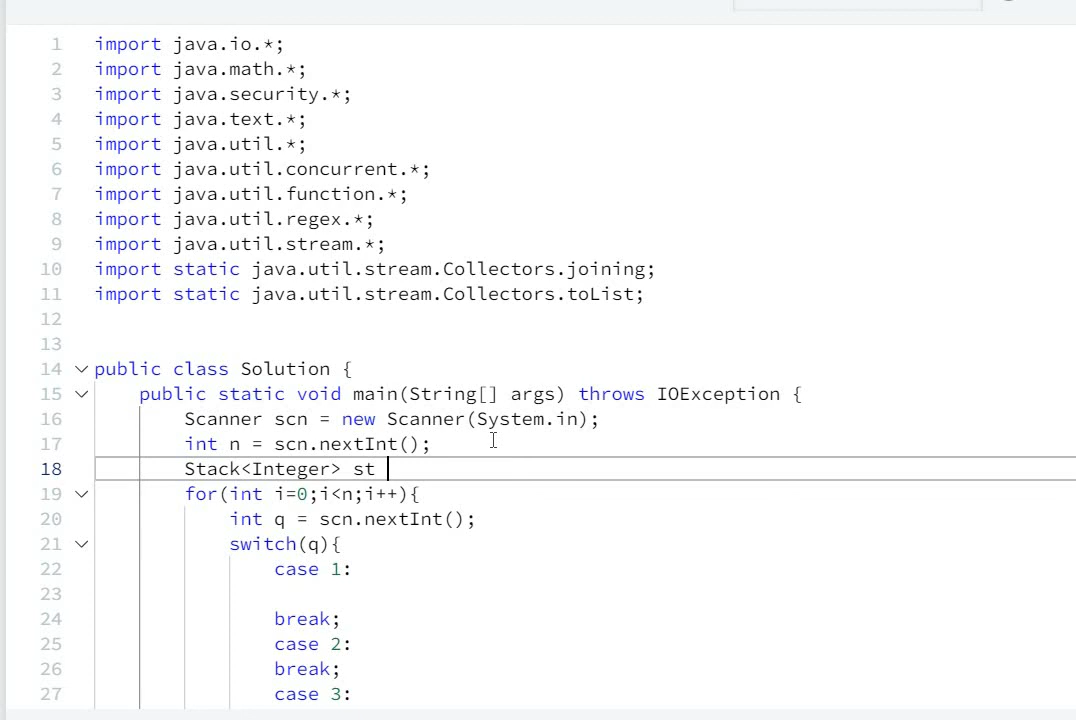 1 import java.io.*;
2 import java.math.*;
3 import java.security.*;
4 import java.text.*;
5 import java.util.*;
6 import java.util.concurrent.*;
7 import java.util.function.*;
8 import java.util.regex.*;
9 import java.util.stream.*;
10 import static java.util.stream.Collectors.joining;
11 import static java.util.stream.Collectors.toList;
12
13
14 public class Solution {
15 public static void main(String[] args) throws IOException {
16 Scanner scn = new Scanner(System.in);
17 int n = scn.nextInt();
18 Stack<Integer> st
19 for(int i=0;i<n;i++){
20 int q = scn.nextInt();
21 switch(q){
22 case 1:
23
24 break;
25 case 2:
26 break;
27 case 3: